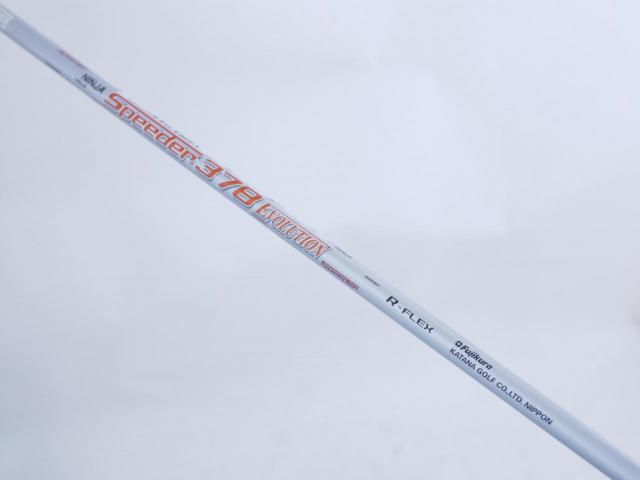 NINJA
Speeder 378
EVOLUTION
R-FLEX
Fujikura
KATANA GOLF CO.,LTD. NIPPON